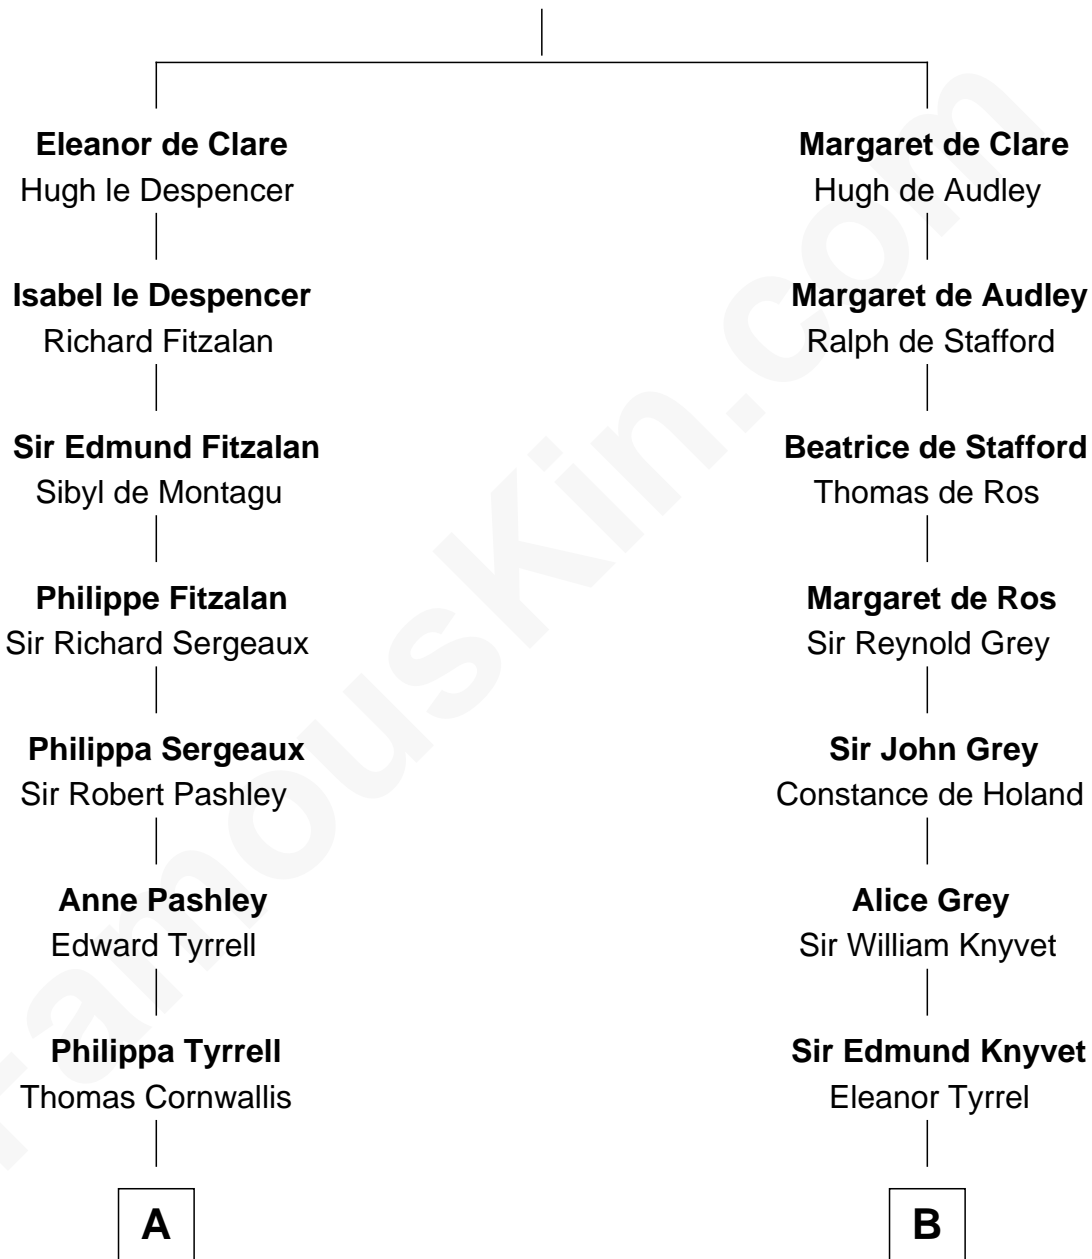 Eleanor de Clare
Hugh le Despencer
Isabel le Despencer
Richard Fitzalan
Sir Edmund Fitzalan
Sibyl de Montagu
Philippe Fitzalan
Sir Richard Sergeaux
Philippa Sergeaux
Sir Robert Pashley
Anne Pashley
Edward Tyrrell
Philippa Tyrrell
Thomas Cornwallis
A
Margaret de Clare
Hugh de Audley
Margaret de Audley
Ralph de Stafford
Beatrice de Stafford
Thomas de Ros
Margaret de Ros
Sir Reynold Grey
Sir John Grey
Constance de Holand
Alice Grey
Sir William Knyvet
Sir Edmund Knyvet
Eleanor Tyrrel
B
FamousKin.com